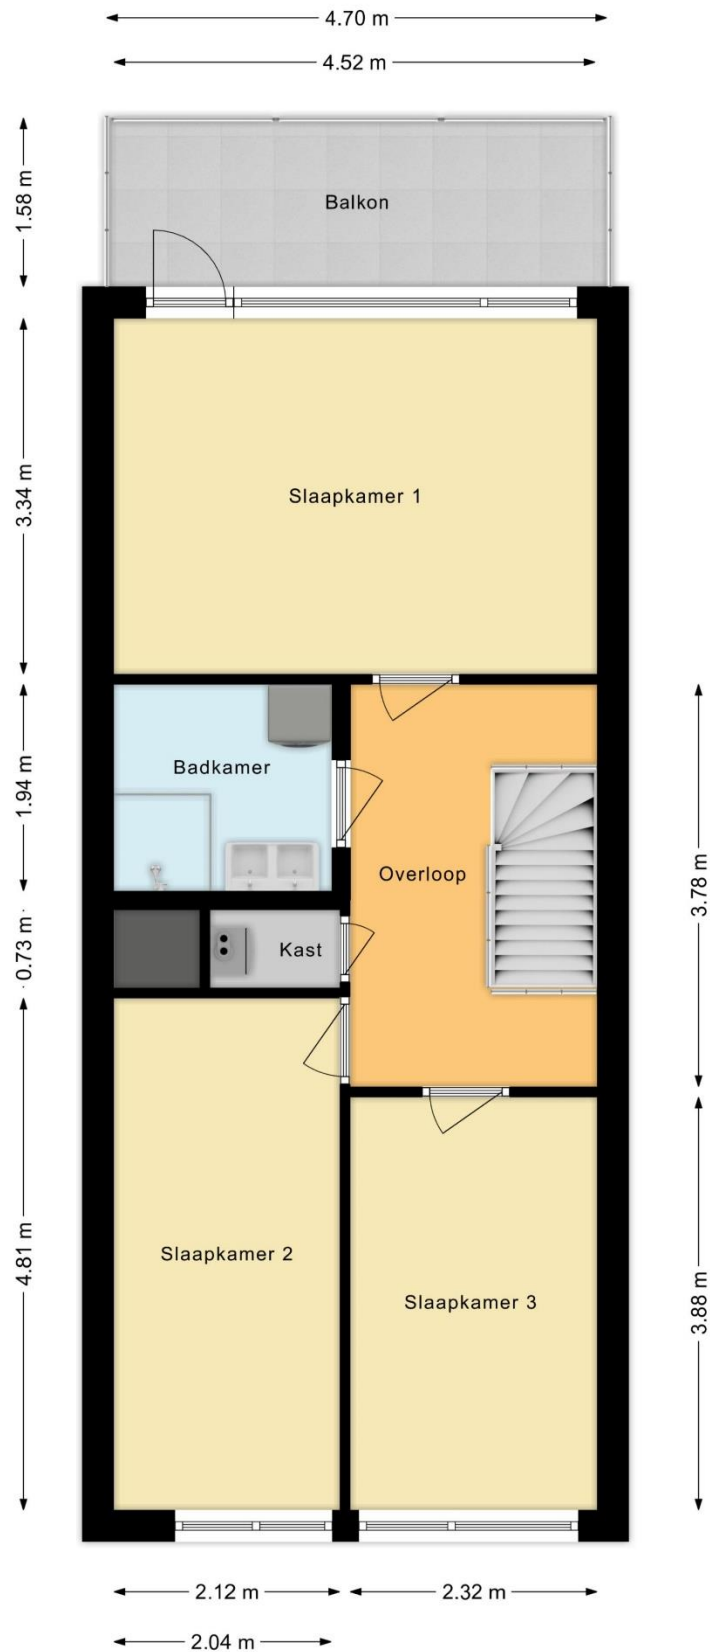 4.70 m
4.52 m
1.58 m
Balkon
3.34 m
Slaapkamer 1
1.94 m
Badkamer
3.78 m
Overloop
0.73 m
Kast
4.81 m
Slaapkamer 2
3.88 m
Slaapkamer 3
2.12 m
2.32 m
2.04 m